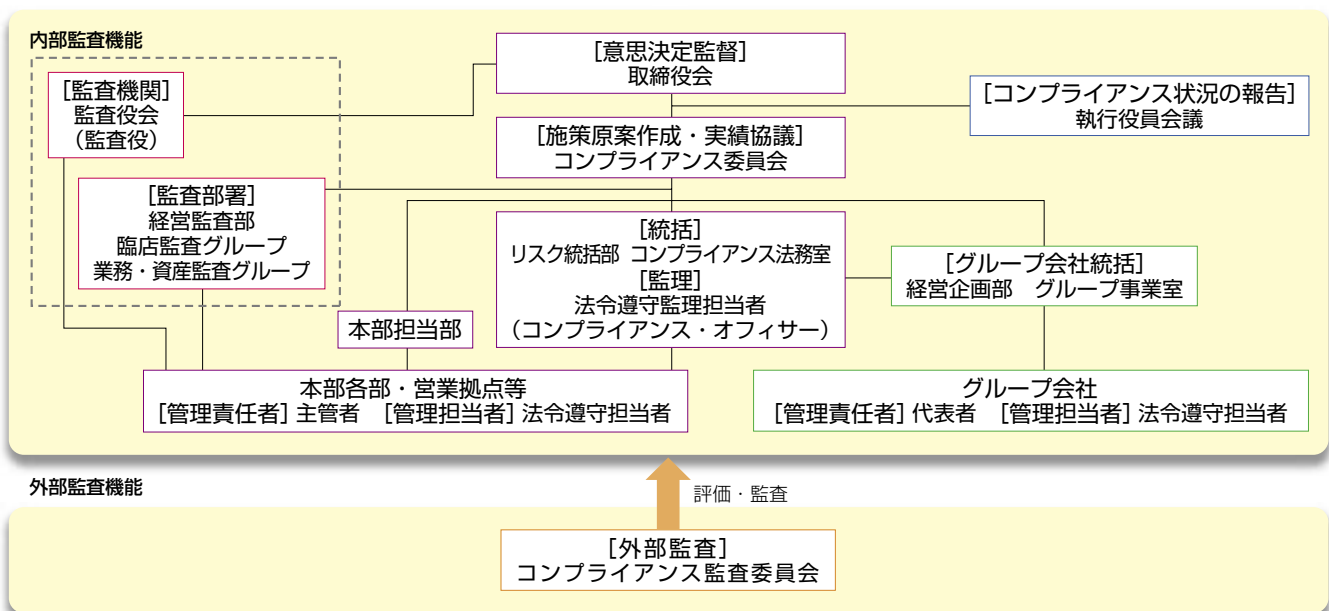 内部監査機能
[意思決定監督]
取締役会
[監査機関]
監査役会
（監査役）
[コンプライアンス状況の報告]
執行役員会議
[施策原案作成・実績協議]
コンプライアンス委員会
[監査部署]
経営監査部
臨店監査グループ
業務・資産監査グループ
[統括]
リスク統括部 コンプライアンス法務室
[監理]
法令遵守監理担当者
（コンプライアンス・オフィサー）
[グループ会社統括]
経営企画部　グループ事業室
本部担当部
本部各部・営業拠点等
[管理責任者] 主管者　[管理担当者] 法令遵守担当者
グループ会社
[管理責任者] 代表者　[管理担当者] 法令遵守担当者
外部監査機能
評価・監査
[外部監査]
コンプライアンス監査委員会